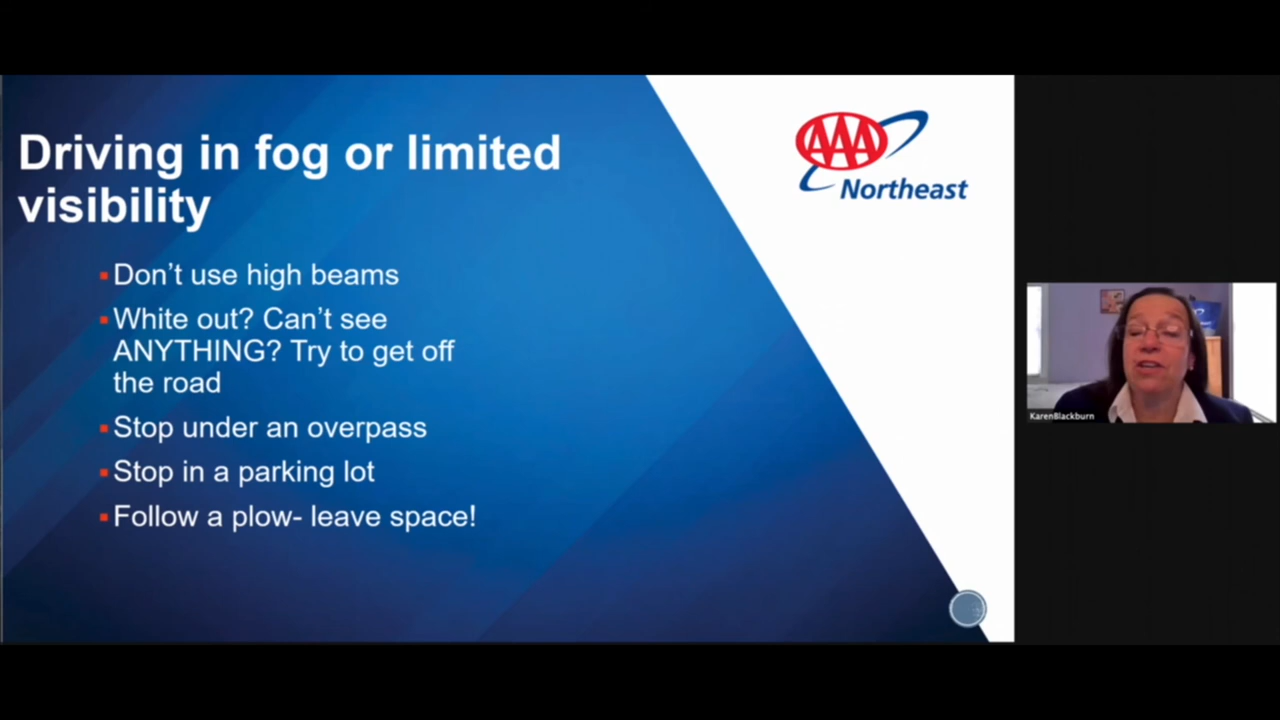 Driving in fog or limited
visibility
▪Don't use high beams
▪White out? Can't see
ANYTHING? Try to get off
the road
▪Stop under an overpass
▪Stop in a parking lot
▪Follow a plow- leave space!
AAA
Northeast
KarenBlackburn